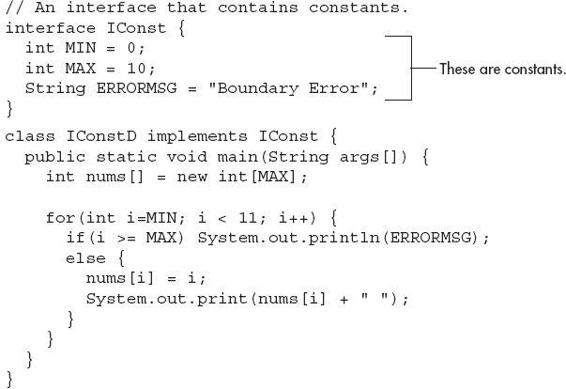 // An interface that contains constants.
interface IConst {
int MIN = 0;
int MAX = 10;
String ERRORMSG = "Boundary Error";
These are constants.
}
class IConstD implements IConst {
public static void main(String args[]) {
int nums[] = new int[MAX];
for(int i=MIN; i < 11; i++) {
if(i >= MAX) System.out.println(ERRORMSG);
else {
nums[i] = i;
System.out.print(nums[i] + " ");
}
}
}
}